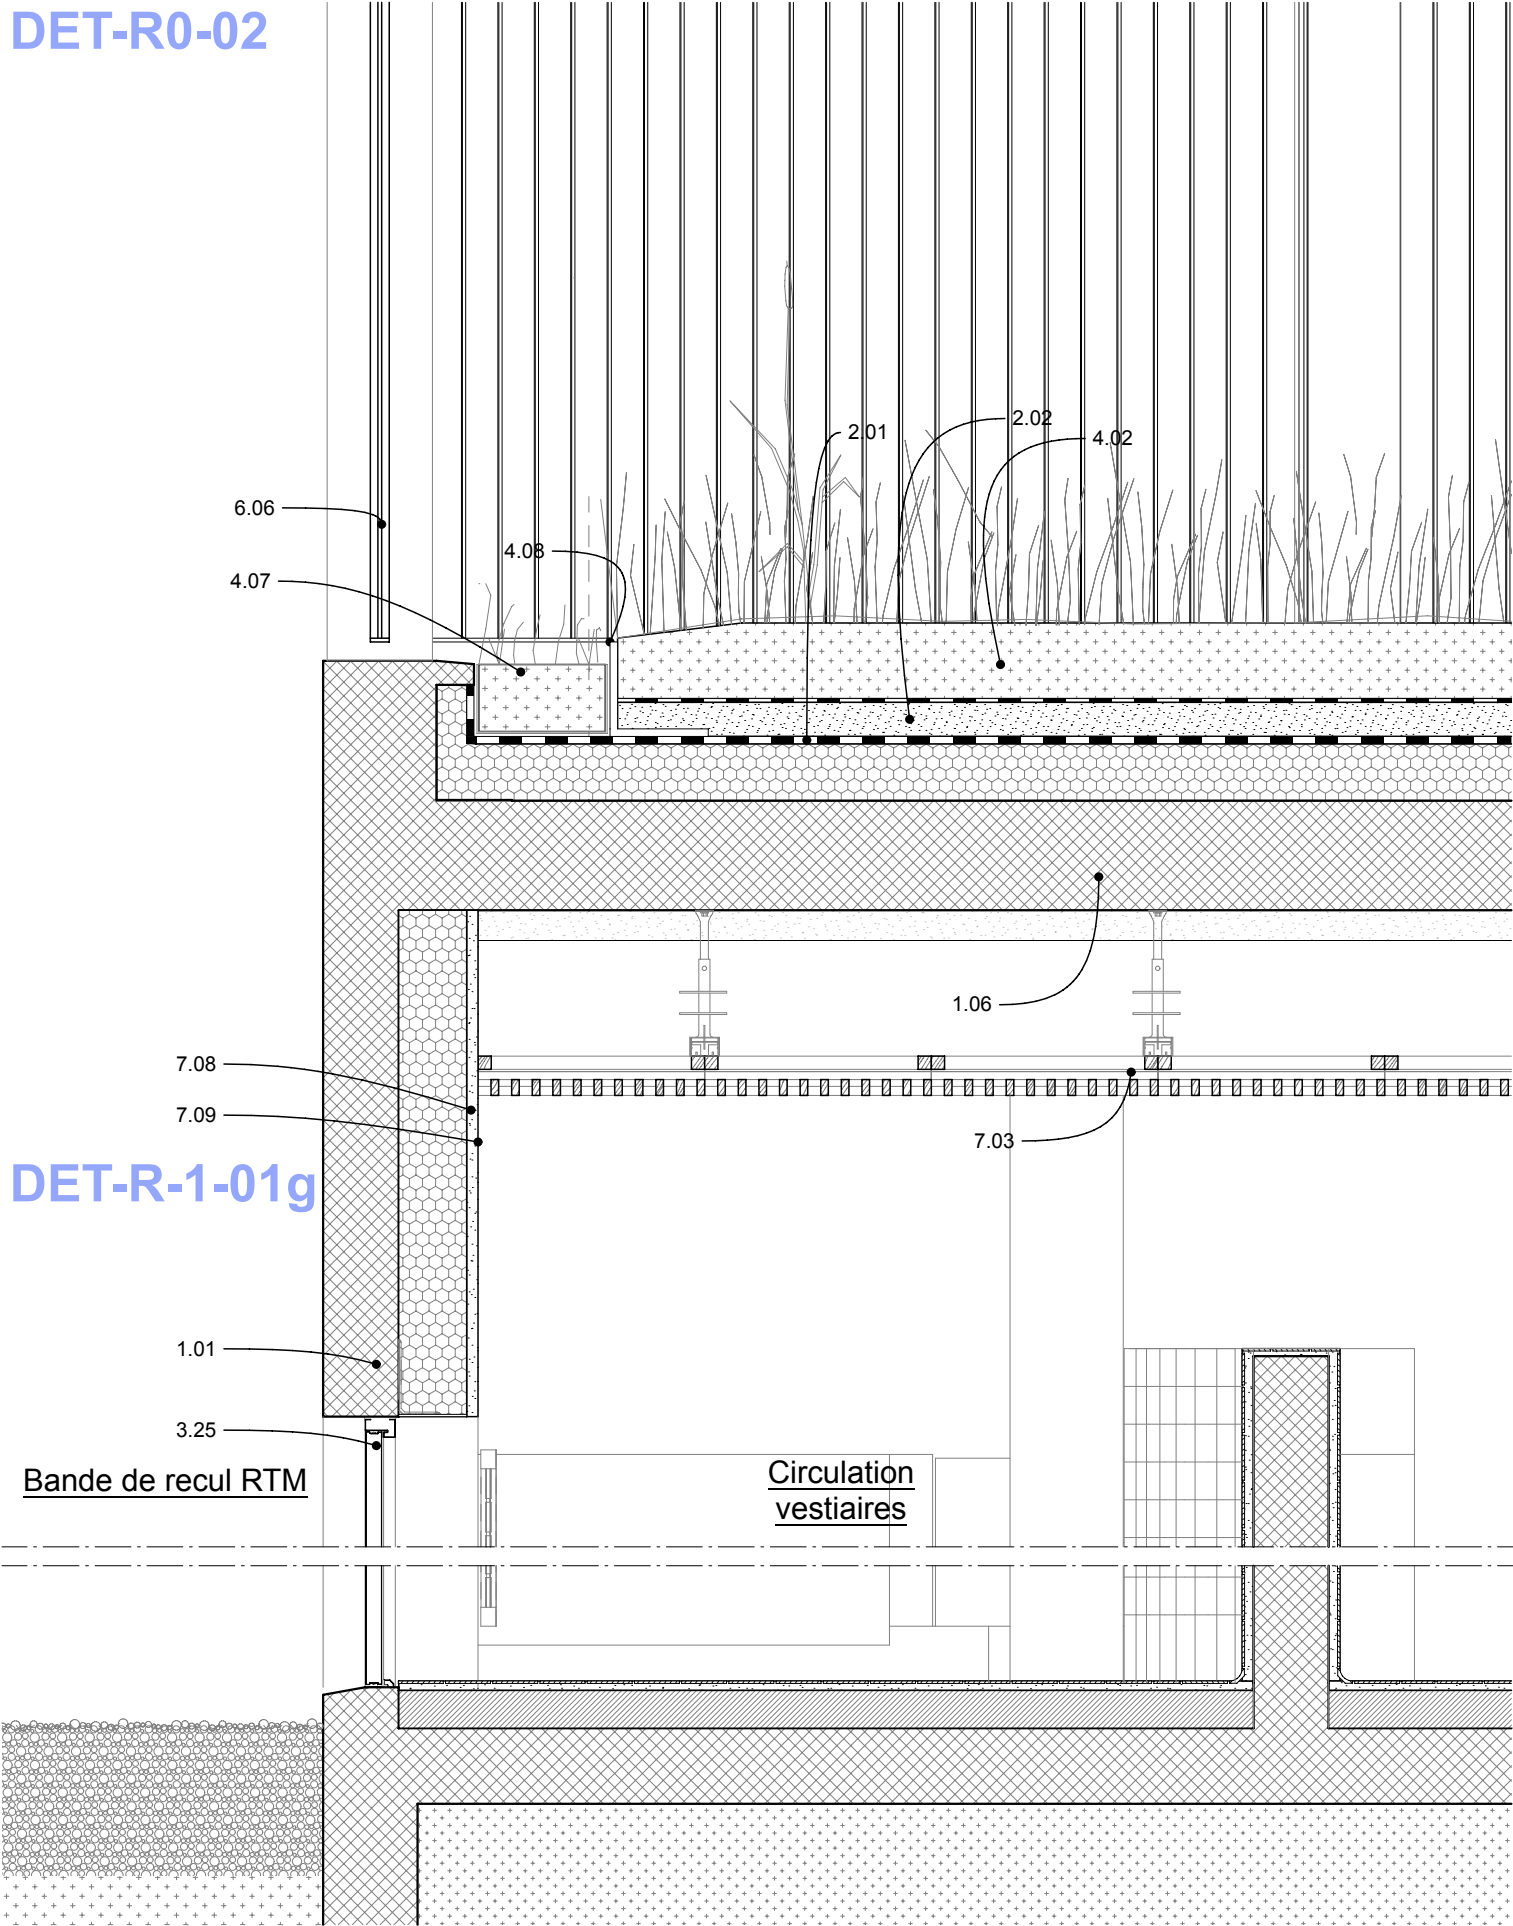 DET-R0-02
2.01
2.02
4.02
6.06
4.08
4.07
1.06
7.08
7.09
7.03
DET-R-1-01g
1.01
3.25
Bande de recul RTM
Circulation
vestiaires